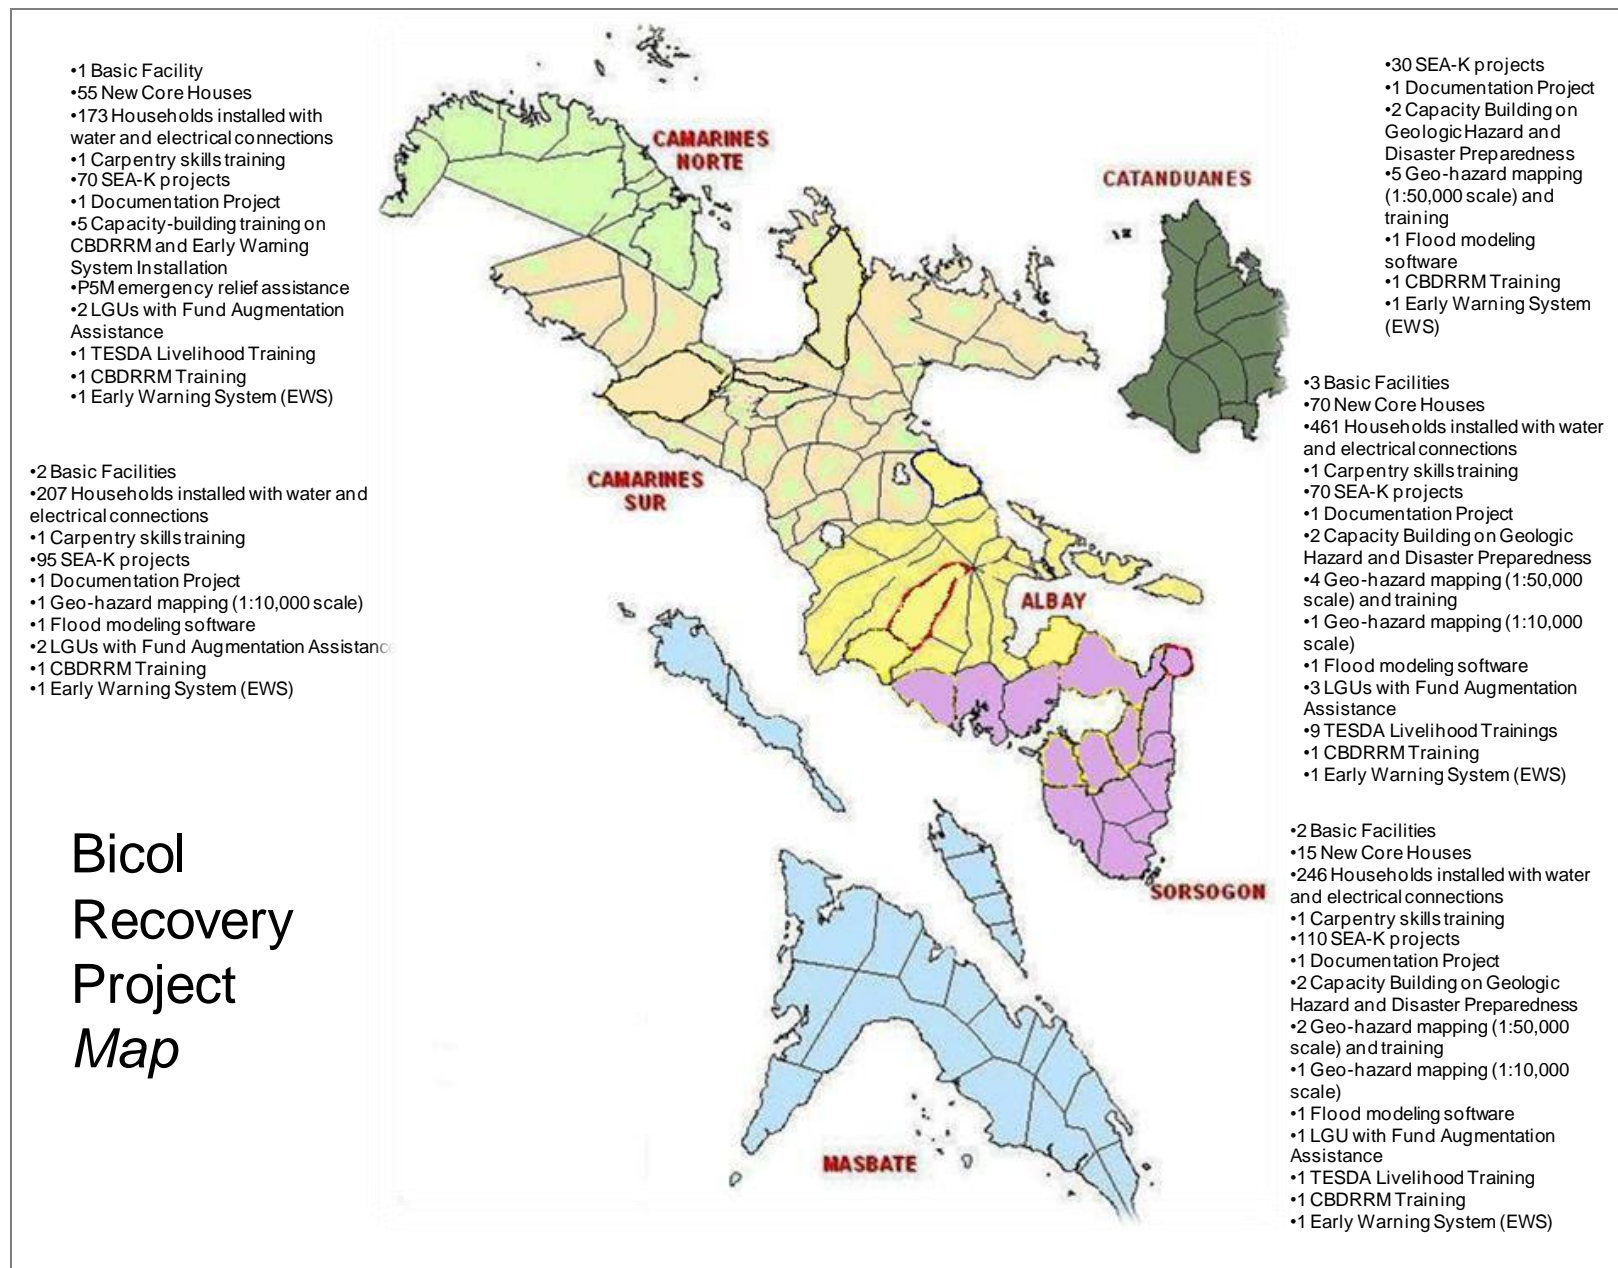 •1 Basic Facility
•55 New Core Houses
•173 Households installed with
water and electrical connections
•1 Carpentry skills training
•70 SEA-K projects
•1 Documentation Project
•5 Capacity-building training on
CBDRRM and Early Warning
System Installation
•P5M emergency relief assistance
•2 LGUs with Fund Augmentation
Assistance
•1 TESDA Livelihood Training
•1 CBDRRM Training
•1 Early Warning System (EWS)
•2 Basic Facilities
•207 Households installed with water and
electrical connections
•1 Carpentry skills training
•95 SEA-K projects
•1 Documentation Project
•1 Geo-hazard mapping (1:10,000 scale)
•1 Flood modeling software
•2 LGUs with Fund Augmentation Assistance
•1 CBDRRM Training
•1 Early Warning System (EWS)
Bicol
Recovery
Project
Map
CAMARINES
NORTE
CATANDUANES
CAMARINES
SUR
ALBAY
SORSOGON
MASBATE
•30 SEA-K projects
•1 Documentation Project
•2 Capacity Building on
Geologic Hazard and
Disaster Preparedness
•5 Geo-hazard mapping
(1:50,000 scale) and
training
•1 Flood modeling
software
•1 CBDRRM Training
•1 Early Warning System
(EWS)
•3 Basic Facilities
•70 New Core Houses
•461 Households installed with water
and electrical connections
•1 Carpentry skills training
•70 SEA-K projects
•1 Documentation Project
•2 Capacity Building on Geologic
Hazard and Disaster Preparedness
•4 Geo-hazard mapping (1:50,000
scale) and training
•1 Geo-hazard mapping (1:10,000
scale)
•1 Flood modeling software
•3 LGUs with Fund Augmentation
Assistance
•9 TESDA Livelihood Trainings
•1 CBDRRM Training
•1 Early Warning System (EWS)
•2 Basic Facilities
•15 New Core Houses
•246 Households installed with water
and electrical connections
•1 Carpentry skills training
•110 SEA-K projects
•1 Documentation Project
•2 Capacity Building on Geologic
Hazard and Disaster Preparedness
•2 Geo-hazard mapping (1:50,000
scale) and training
•1 Geo-hazard mapping (1:10,000
scale)
•1 Flood modeling software
•1 LGU with Fund Augmentation
Assistance
•1 TESDA Livelihood Training
•1 CBDRRM Training
•1 Early Warning System (EWS)